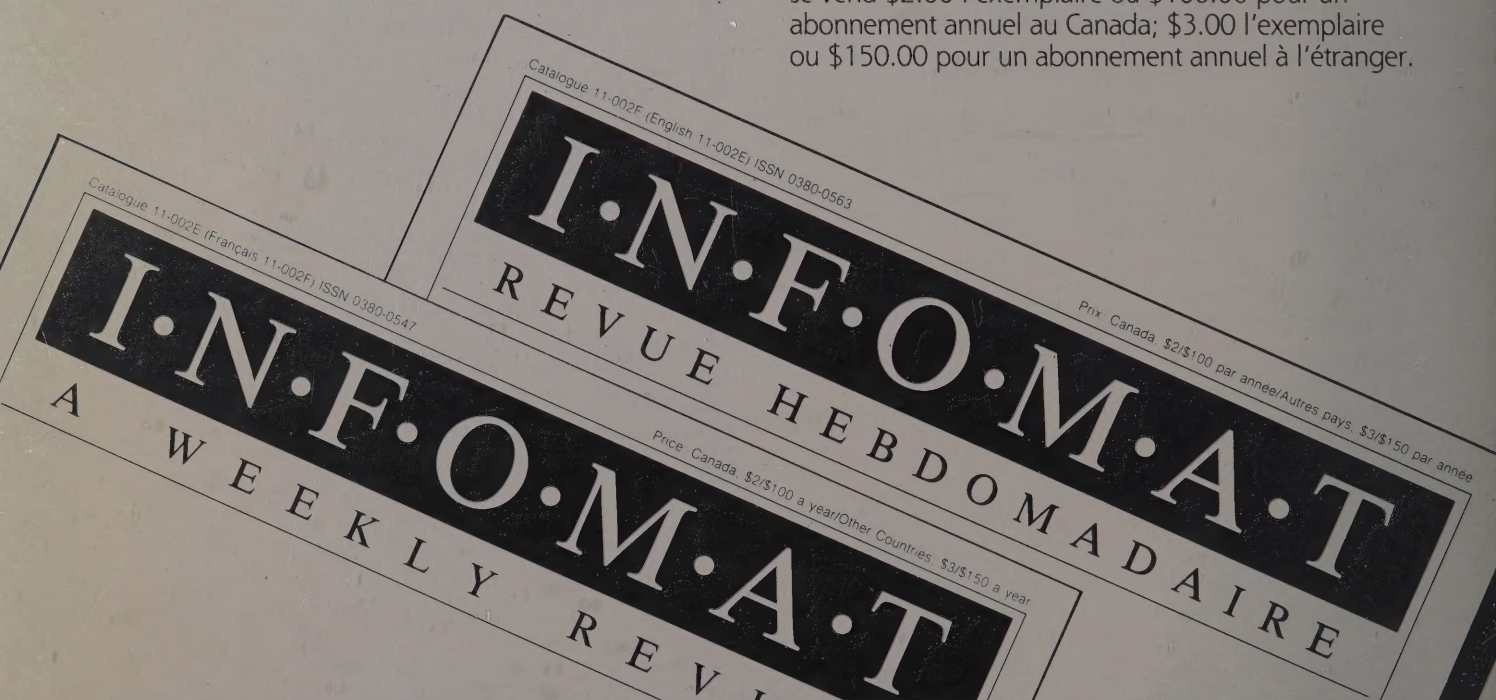 abonnement annuel au Canada; $3.00 l'exemplaire
ou $150.00 pour un abonnement annuel à l'étranger.
Catalogue 11-002F (English 11-002E) ISSN 0380-0563
I•N•F•O•M•A•T
Prix Canada, $2/$100 par année/Autres pays, $3/$150 par année
REVUE HEBDOMADAIRE
Catalogue 11-002E (Français 11-002F) ISSN 0380-0547
I•N•F•O•M•A•T
Price Canada, $2/$100 a year/Other Countries, $3/$150 a year
A WEEKLY